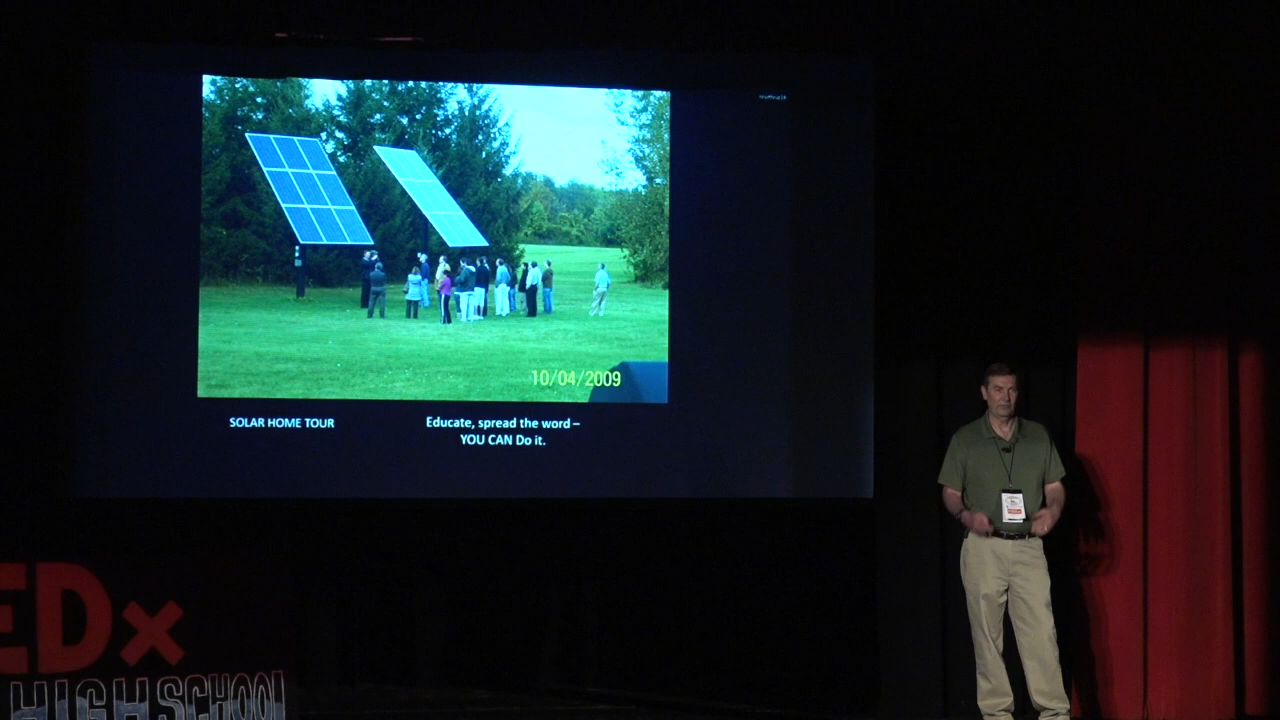 10/04/2009
SOLAR HOME TOUR
Educate, spread the word –
YOU CAN Do it.
EDx
HIGH SCHOOL